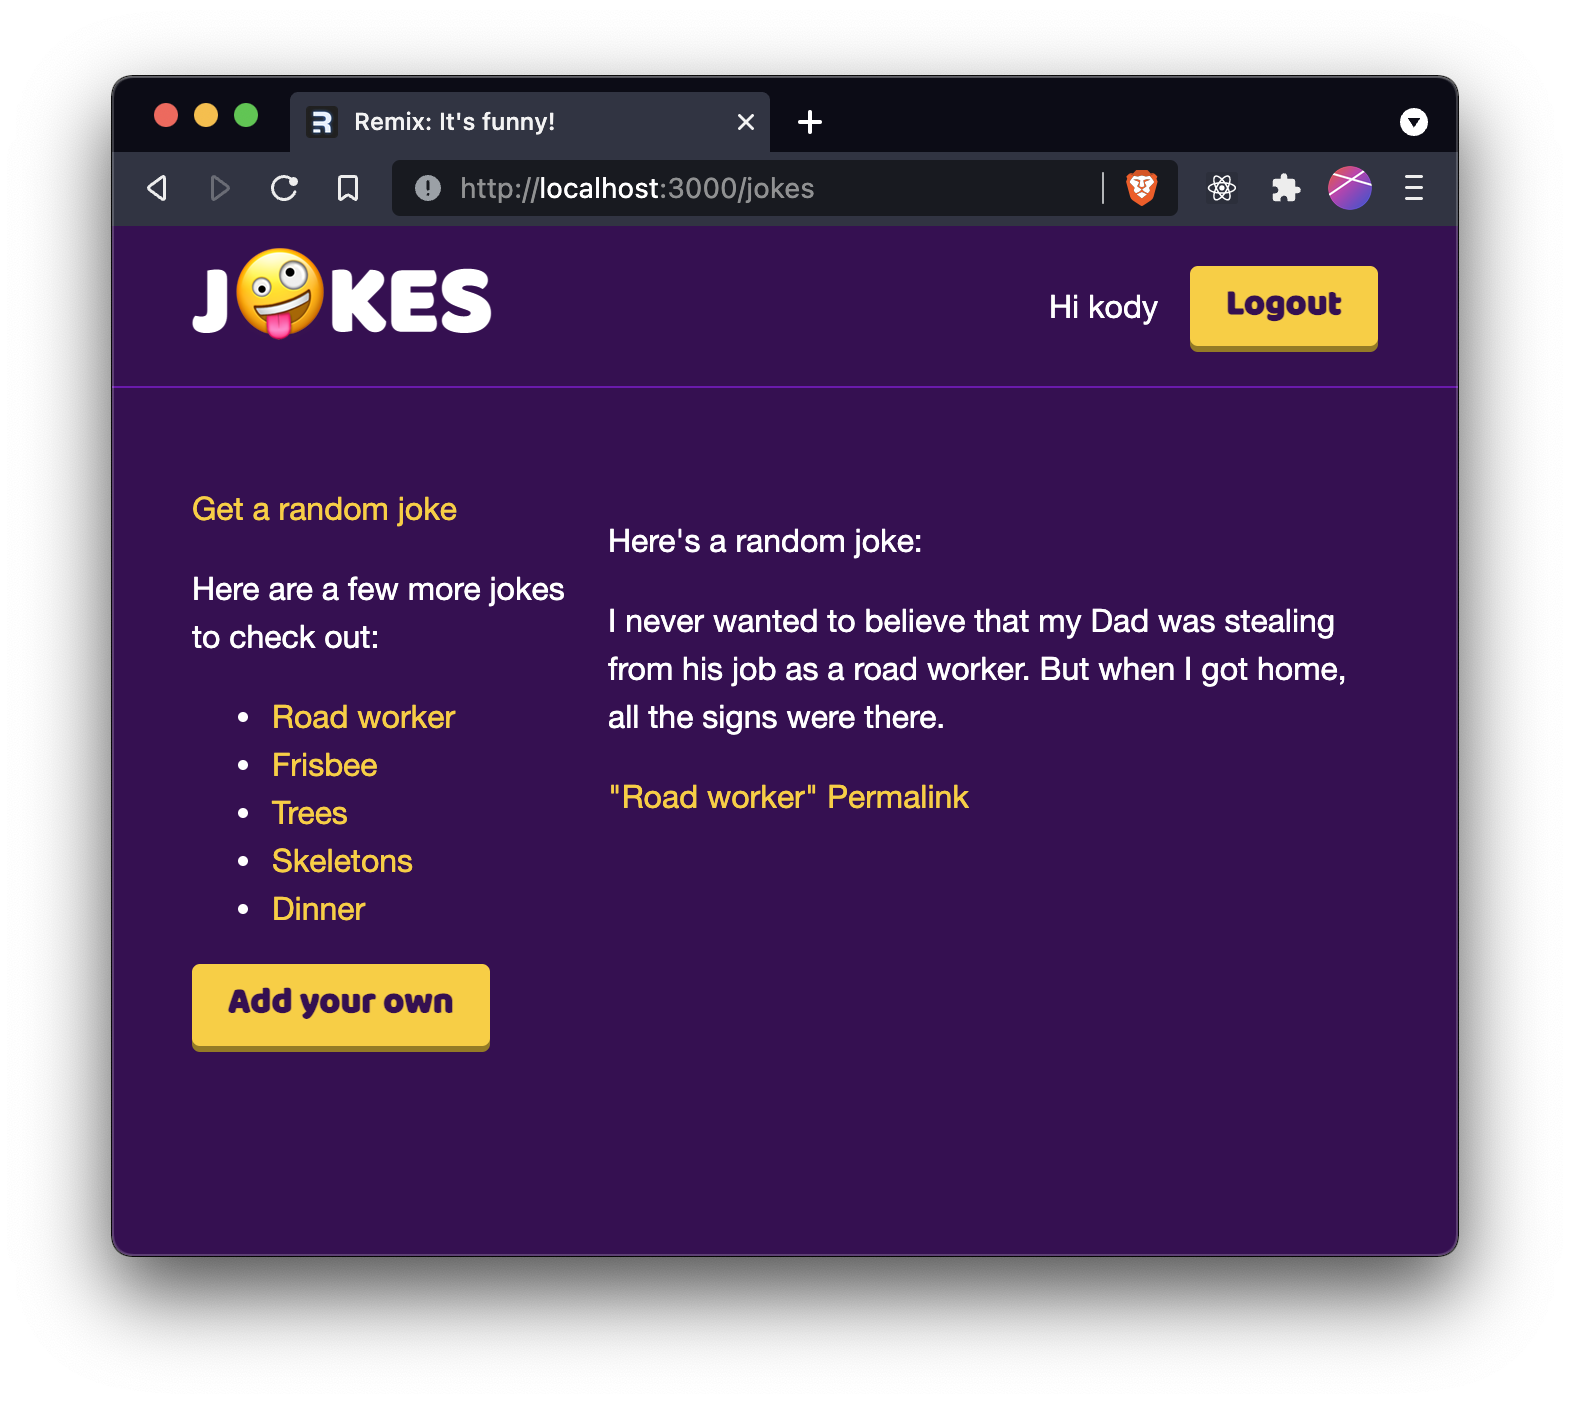 Remix: It's funny!
http://localhost:3000/jokes
J🤪KES
Hi kody
Logout
Get a random joke
Here are a few more jokes
to check out:
• Road worker
• Frisbee
• Trees
• Skeletons
• Dinner
Add your own
Here's a random joke:
I never wanted to believe that my Dad was stealing
from his job as a road worker. But when I got home,
all the signs were there.
"Road worker" Permalink